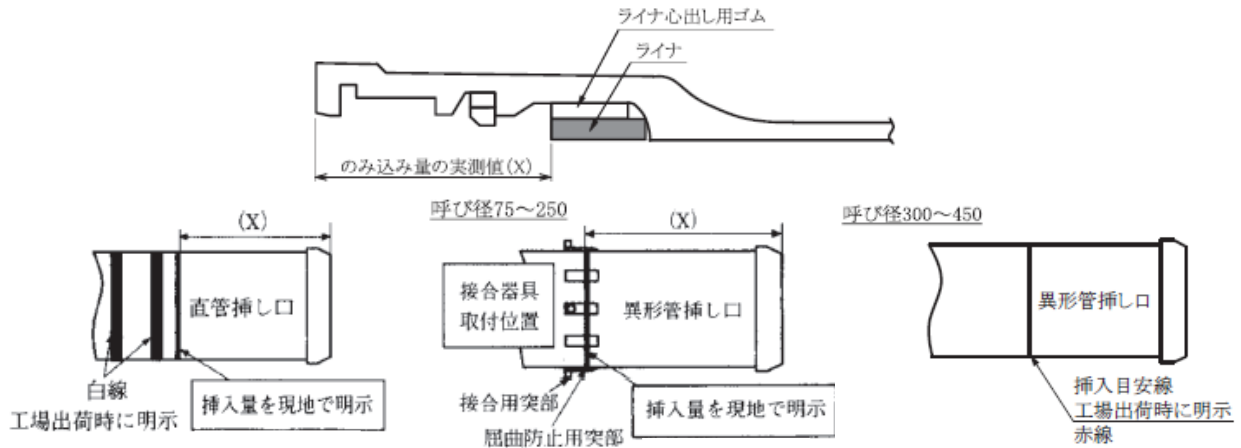 ライナ心出し用ゴム
ライナ
のみ込み量の実測値(X)
呼び径75～250
呼び径300～450
(X)
(X)
直管挿し口
接合器具
取付位置
異形管挿し口
異形管挿し口
白線
工場出荷時に明示
挿入量を現地で明示
接合用突部
屈曲防止用突部
挿入量を現地で明示
挿入目安線
工場出荷時に明示
赤線